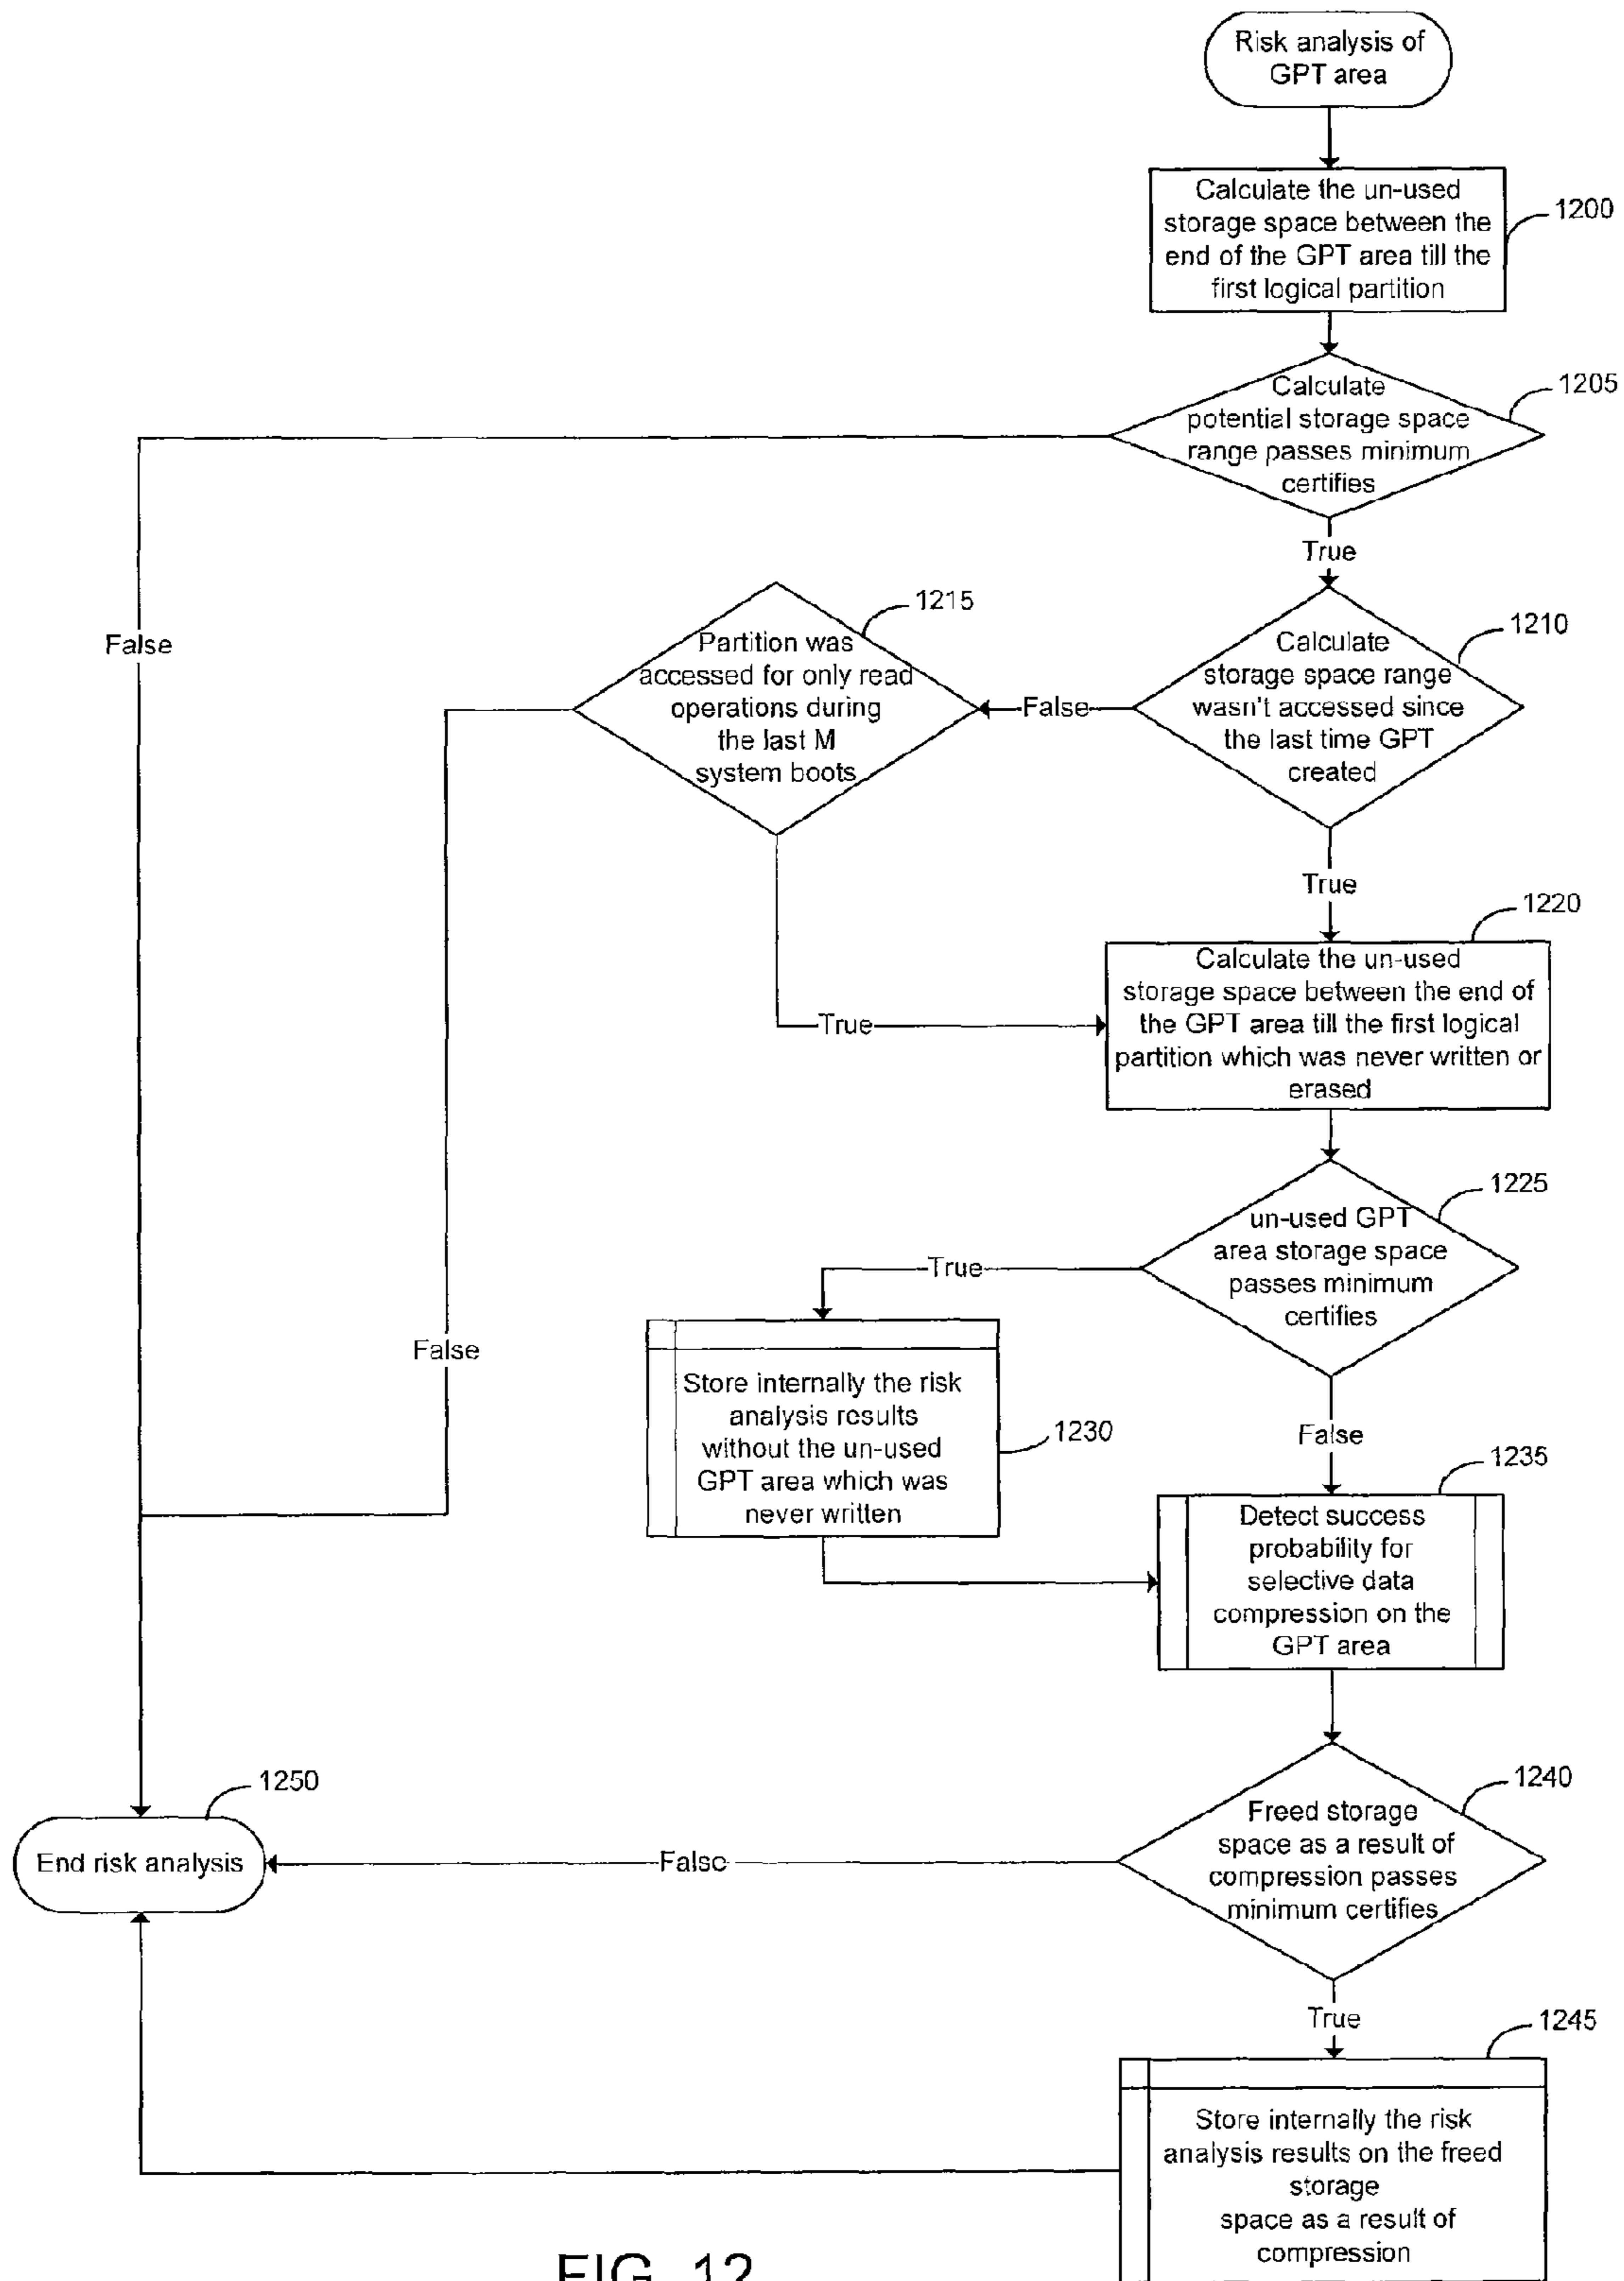 Risk analysis of
GPT area
Calculate the un-used
storage space between the
end of the GPT area till the
first logical partition
1200
Calculate
potential storage space
range passes minimum
certifies
1205
False
True
Partition was
accessed for only read
operations during
the last M
system boots
1215
False
Calculate
storage space range
wasn't accessed since
the last time GPT
created
1210
True
True
Calculate the un-used
storage space between the end of
the GPT area till the first logical
partition which was never written or
erased
1220
un-used GPT
area storage space
passes minimum
certifies
1225
True
False
Store internally the risk
analysis results
without the un-used
GPT area which was
never written
1230
False
Detect success
probability for
selective data
compression on the
GPT area
1235
Freed storage
space as a result of
compression passes
minimum certifies
1240
End risk analysis
1250
False
True
Store internally the risk
analysis results on the freed
storage
space as a result of
compression
1245
FIG. 12